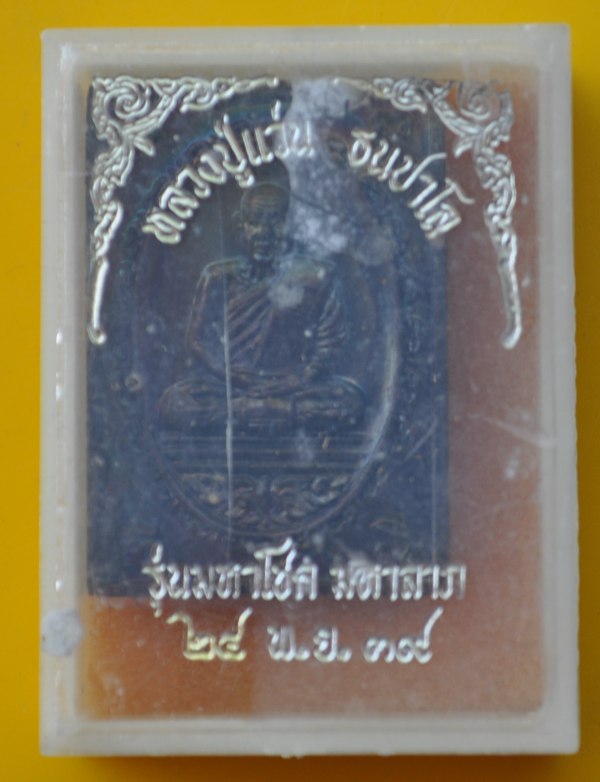 หลวงปู่แว่น ธนปาโล
รุ่นมหาโชค มหาลาภ
๒๕ พ.ย. ๓๙